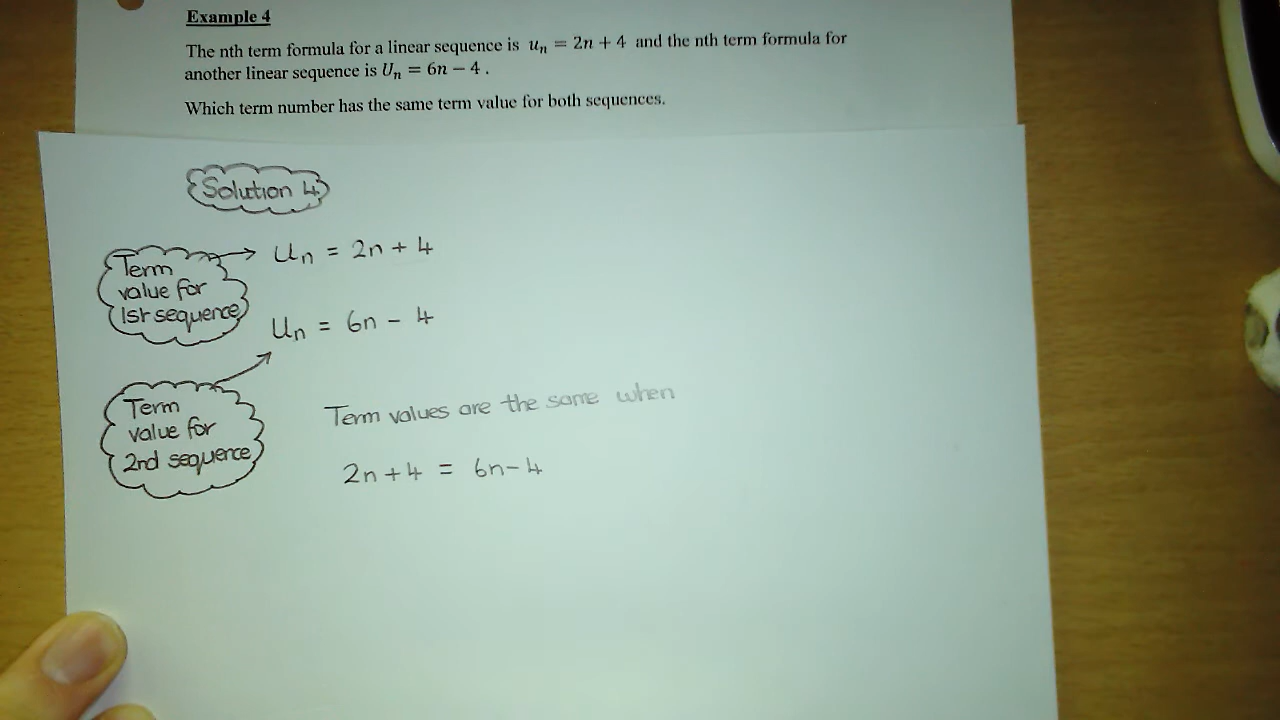 Example 4
The nth term formula for a linear sequence is uₙ = 2n + 4 and the nth term formula for
another linear sequence is Uₙ = 6n − 4 .
Which term number has the same term value for both sequences.
Solution 4
Term
value for
1st sequence
Uₙ = 2n + 4
Uₙ = 6n − 4
Term
value for
2nd sequence
Term values are the same when
2n + 4 = 6n − 4